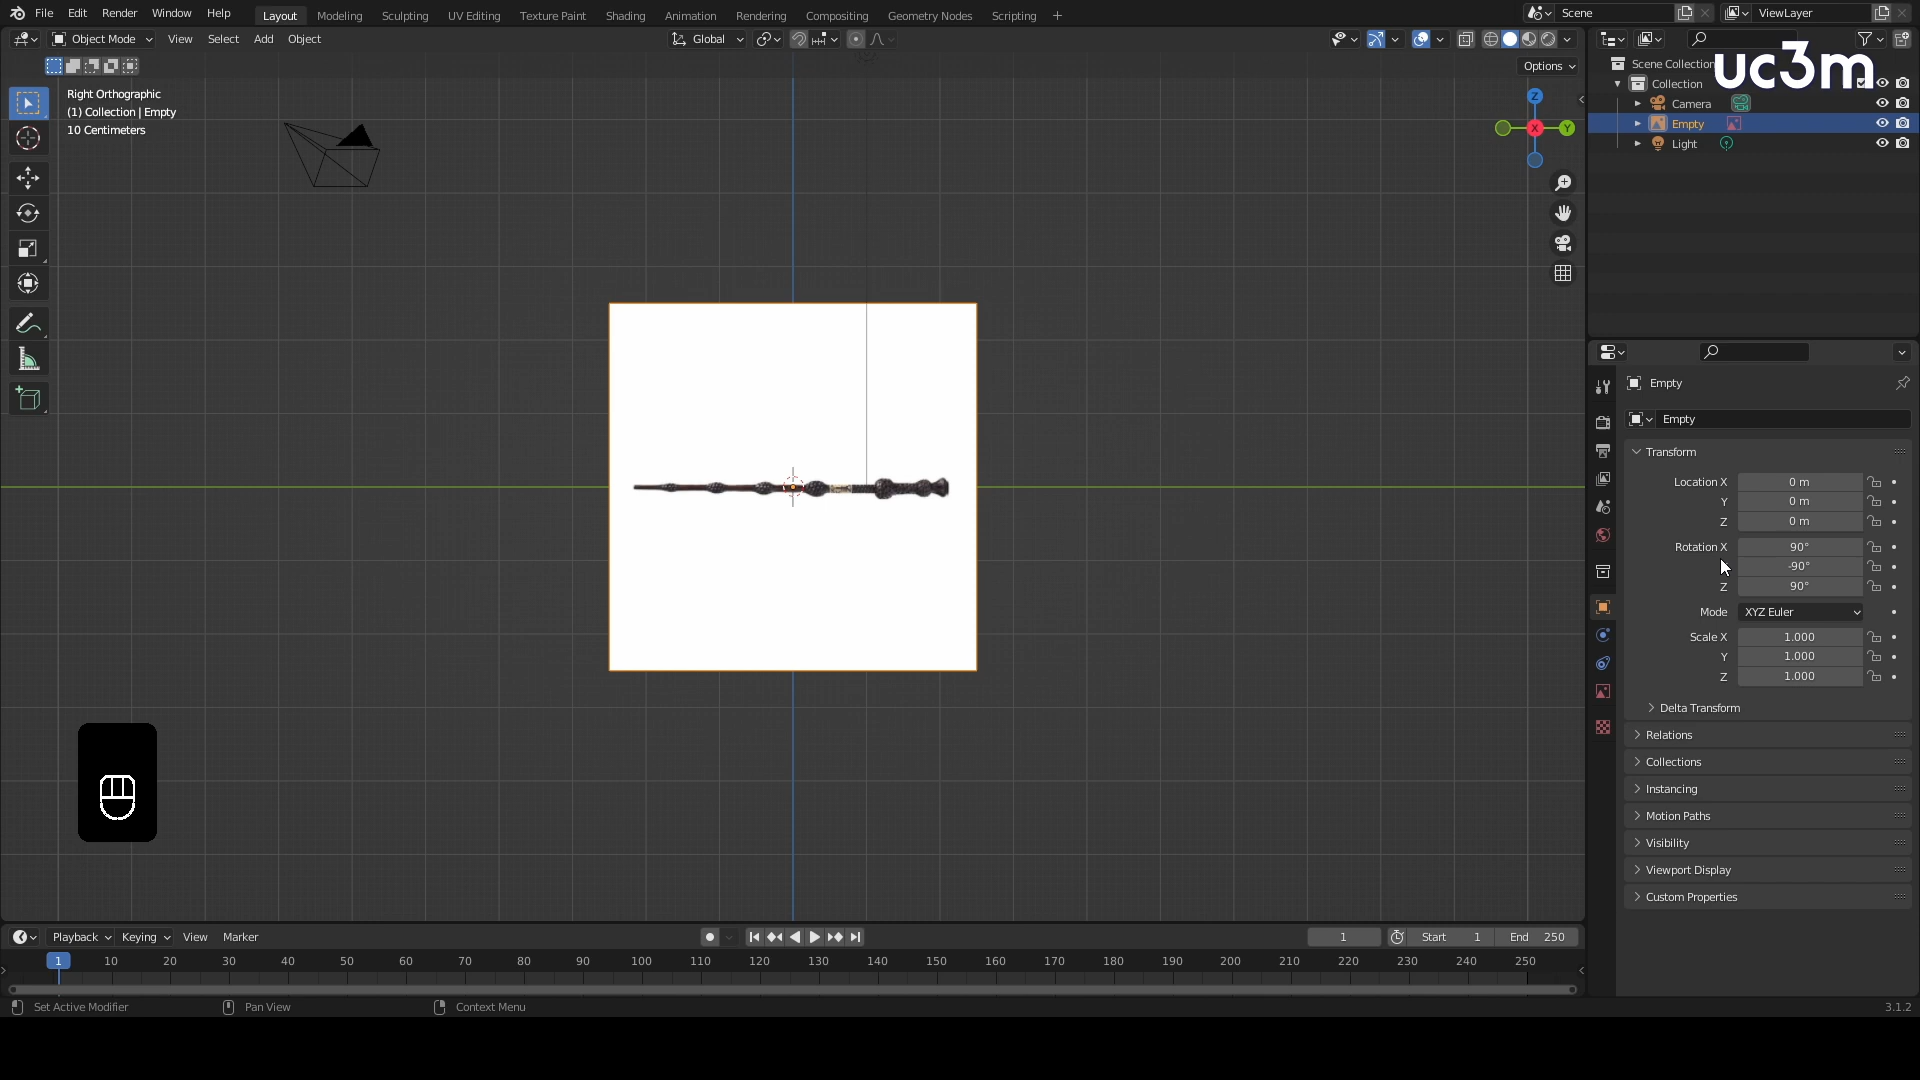 File Edit Render Window Help Layout Modeling Sculpting UV Editing Texture Paint Shading Animation Rendering Compositing Geometry Nodes Scripting + Scene ViewLayer
Object Mode View Select Add Object Global
Options
Right Orthographic
(1) Collection | Empty
10 Centimeters
Z
Y
X
uc3m
Scene Collection
Collection
Camera
Empty
Light
Empty
Empty
Transform
Location X 0 m
Y 0 m
Z 0 m
Rotation X 90°
-90°
Z 90°
Mode XYZ Euler
Scale X 1.000
Y 1.000
Z 1.000
Delta Transform
Relations
Collections
Instancing
Motion Paths
Visibility
Viewport Display
Custom Properties
Playback Keying View Marker 1 Start 1 End 250
1 10 20 30 40 50 60 70 80 90 100 110 120 130 140 150 160 170 180 190 200 210 220 230 240 250
Set Active Modifier Pan View Context Menu 3.1.2